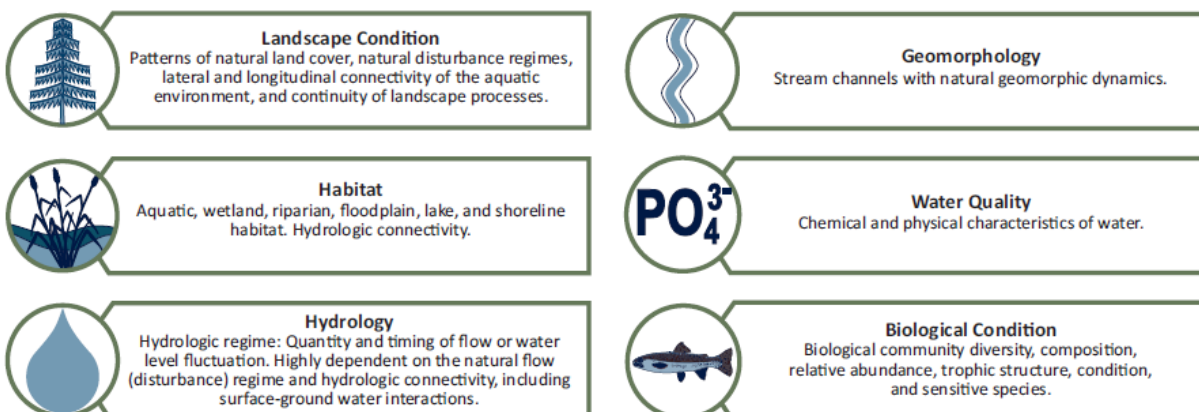 Landscape Condition
Patterns of natural land cover, natural disturbance regimes,
lateral and longitudinal connectivity of the aquatic
environment, and continuity of landscape processes.
Geomorphology
Stream channels with natural geomorphic dynamics.
Habitat
Aquatic, wetland, riparian, floodplain, lake, and shoreline
habitat. Hydrologic connectivity.
PO₄³⁻
Water Quality
Chemical and physical characteristics of water.
Hydrology
Hydrologic regime: Quantity and timing of flow or water
level fluctuation. Highly dependent on the natural flow
(disturbance) regime and hydrologic connectivity, including
surface-ground water interactions.
Biological Condition
Biological community diversity, composition,
relative abundance, trophic structure, condition,
and sensitive species.